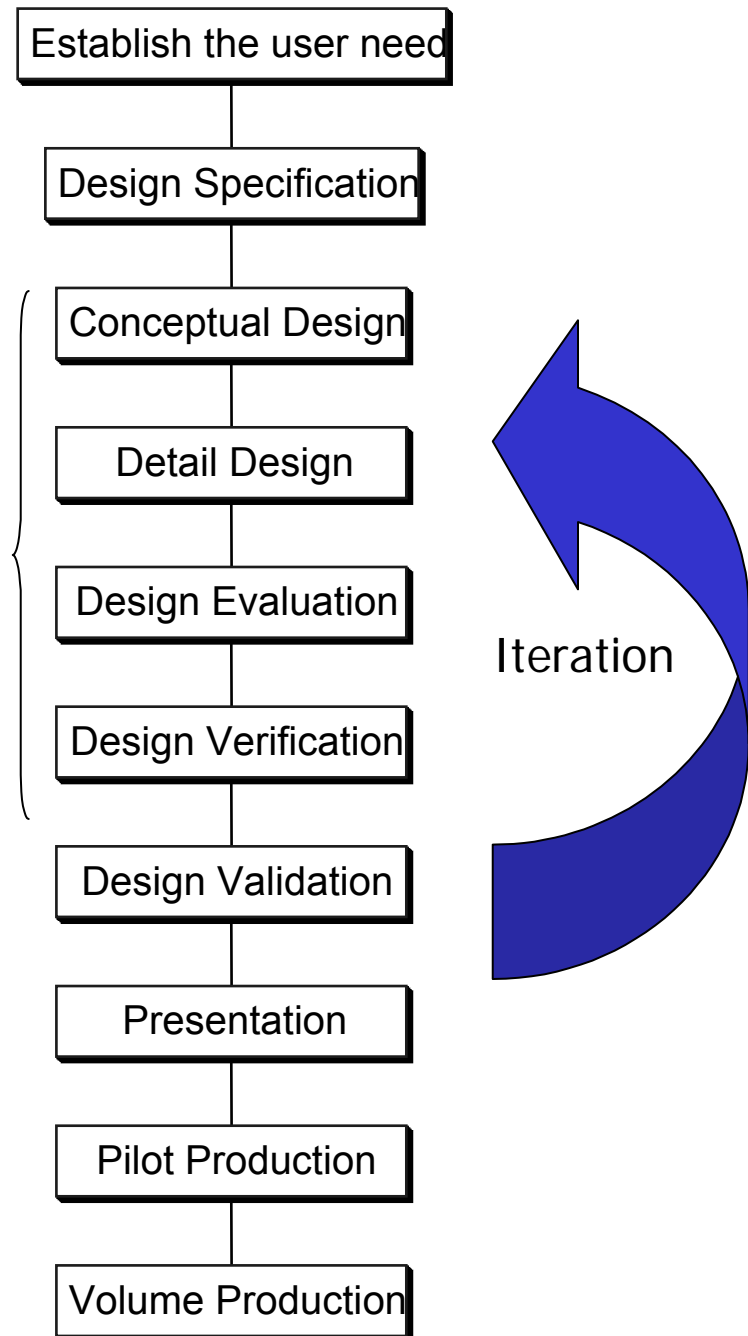 Establish the user need
Design Specification
Conceptual Design
Detail Design
Design Evaluation
Iteration
Design Verification
Design Validation
Presentation
Pilot Production
Volume Production